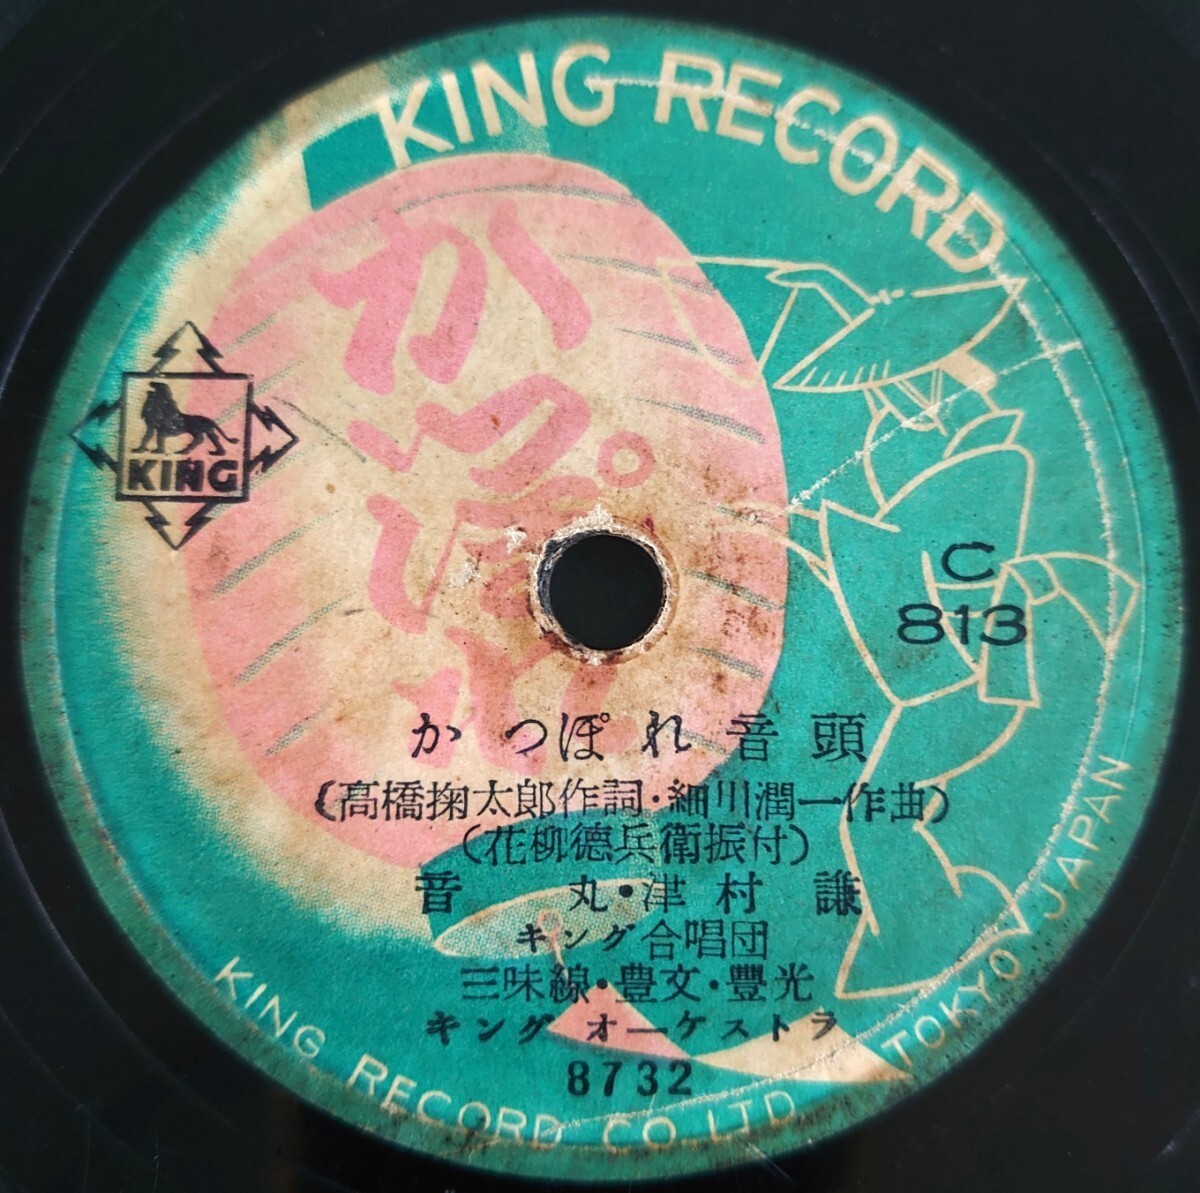 KING RECORD
かっぽれ
KING
C
813
かつぽれ音頭
(髙橋掬太郎作詞・細川潤一作曲)
(花柳德兵衛振付)
音丸・津村謙
キング合唱団
三味線・豊文・豊光
キングオーケストラ
8732
KING RECORD CO.,LTD. TOKYO JAPAN